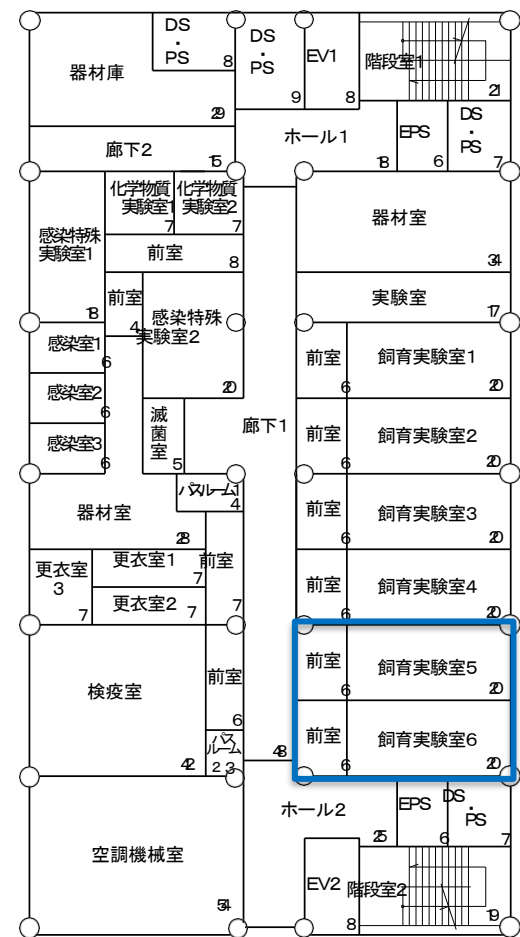 DS
・
PS
8
器材庫
29
DS
・
PS
9
EV1
8
階段室1
21
廊下2
15
ホール1
18
EPS
6
DS
・
PS
7
化学物質
実験室1
7
化学物質
実験室2
7
感染特殊
実験室1
18
前室
8
器材室
34
前室
4
感染特殊
実験室2
20
実験室
17
感染室1
6
感染室2
6
感染室3
6
滅
菌
室
5
廊下1
48
前室
6
飼育実験室1
20
前室
6
飼育実験室2
20
前室
6
飼育実験室3
20
前室
6
飼育実験室4
20
前室
6
飼育実験室5
20
前室
6
飼育実験室6
20
パスルーム1
4
器材室
28
更衣室
3
7
更衣室1
7
更衣室2
7
前室
7
検疫室
42
前室
6
パス
ルーム
2
3
空調機械室
54
ホール2
25
EPS
6
DS
・
PS
7
EV2
8
階段室2
19